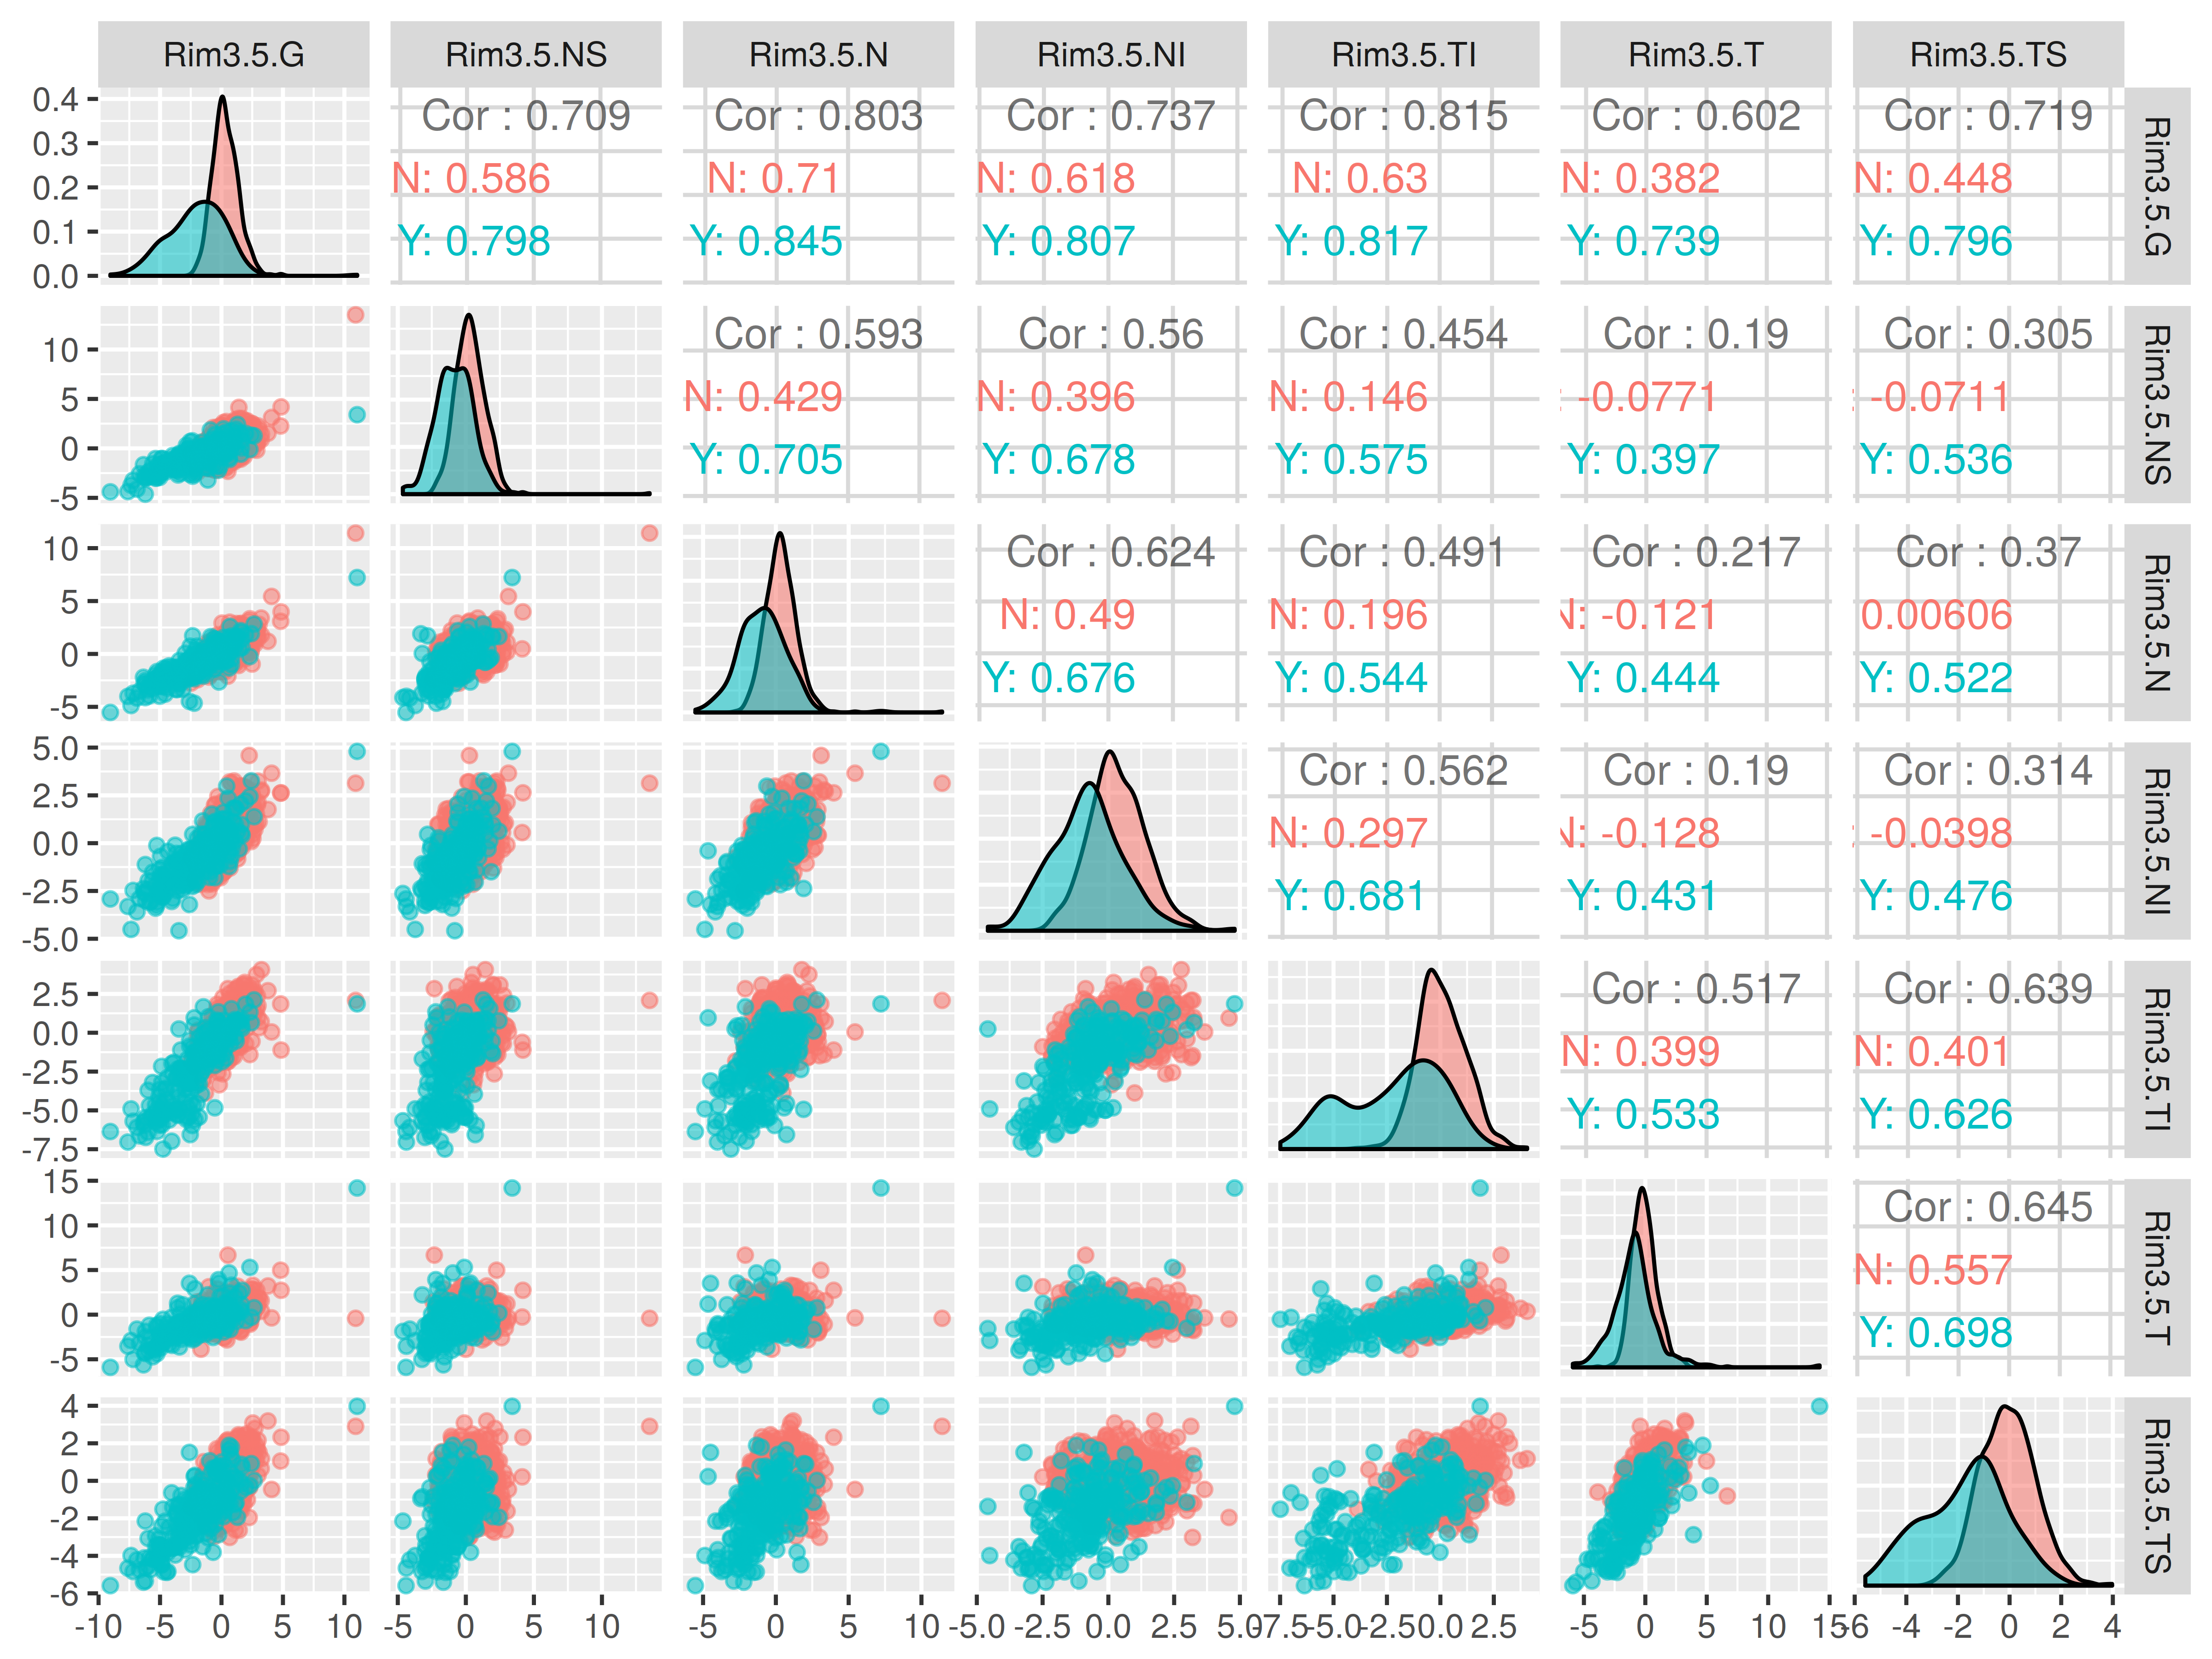 Rim3.5.G Rim3.5.NS Rim3.5.N Rim3.5.NI Rim3.5.TI Rim3.5.T Rim3.5.TS
0.4 Cor : 0.709 Cor : 0.803 Cor : 0.737 Cor : 0.815 Cor : 0.602 Cor : 0.719
0.3 N: 0.586 N: 0.71 N: 0.618 N: 0.63 N: 0.382 N: 0.448
0.2
0.1 Y: 0.798 Y: 0.845 Y: 0.807 Y: 0.817 Y: 0.739 Y: 0.796
0.0
Rim3.5.G
Cor : 0.593 Cor : 0.56 Cor : 0.454 Cor : 0.19 Cor : 0.305
10
5 N: 0.429 N: 0.396 N: 0.146 : -0.0771 : -0.0711
0 Y: 0.705 Y: 0.678 Y: 0.575 Y: 0.397 Y: 0.536
-5
Rim3.5.NS
10 Cor : 0.624 Cor : 0.491 Cor : 0.217 Cor : 0.37
5 N: 0.49 N: 0.196 N: -0.121 0.00606
0 Y: 0.676 Y: 0.544 Y: 0.444 Y: 0.522
-5
Rim3.5.N
5.0 Cor : 0.562 Cor : 0.19 Cor : 0.314
2.5 N: 0.297 N: -0.128 : -0.0398
0.0
-2.5 Y: 0.681 Y: 0.431 Y: 0.476
-5.0
Rim3.5.NI
2.5 Cor : 0.517 Cor : 0.639
0.0 N: 0.399 N: 0.401
-2.5
-5.0 Y: 0.533 Y: 0.626
-7.5
Rim3.5.TI
15 Cor : 0.645
10
5 N: 0.557
0 Y: 0.698
-5
Rim3.5.T
4
2
0
-2
-4
-6
Rim3.5.TS
-10 -5 0 5 10 -5 0 5 10 -5 0 5 10 -5.0 -2.5 0.0 2.5 5.0 -7.5 -5.0 -2.5 0.0 2.5 -5 0 5 10 15 -6 -4 -2 0 2 4